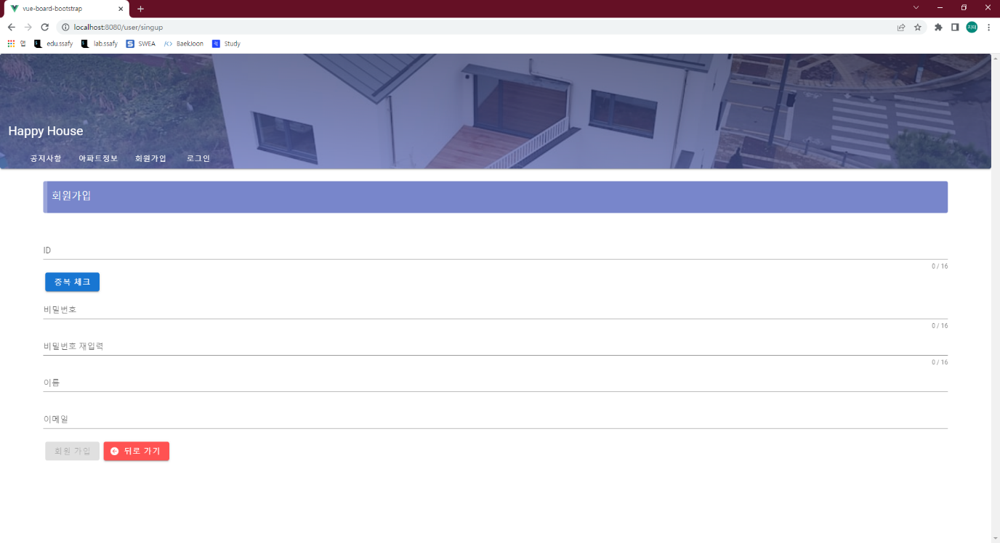 vue-board-bootstrap
localhost:8080/user/singup
앱 edu.ssafy lab.ssafy SWEA BaekJoon Study
지대
Happy House
공지사항 아파트정보 회원가입 로그인
회원가입
ID
0 / 16
중복 체크
비밀번호
0 / 16
비밀번호 재입력
0 / 16
이름
이메일
회원 가입 뒤로 가기